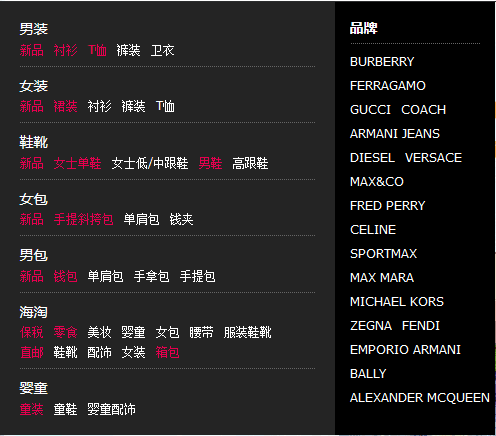 男装
新品 衬衫 T恤 裤装 卫衣
女装
新品 裙装 衬衫 裤装 T恤
鞋靴
新品 女士单鞋 女士低/中跟鞋 男鞋 高跟鞋
女包
新品 手提斜挎包 单肩包 钱夹
男包
新品 钱包 单肩包 手拿包 手提包
海淘
保税 零食 美妆 婴童 女包 腰带 服装鞋靴
直邮 鞋靴 配饰 女装 箱包
婴童
童装 童鞋 婴童配饰
品牌
BURBERRY
FERRAGAMO
GUCCI COACH
ARMANI JEANS
DIESEL VERSACE
MAX&CO
FRED PERRY
CELINE
SPORTMAX
MAX MARA
MICHAEL KORS
ZEGNA FENDI
EMPORIO ARMANI
BALLY
ALEXANDER MCQUEEN